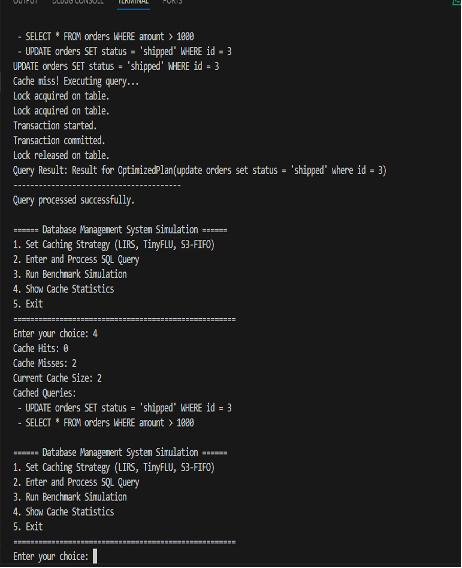 OUTPUT DEBUG CONSOLE TERMINAL PORTS
- SELECT * FROM orders WHERE amount > 1000
- UPDATE orders SET status = 'shipped' WHERE id = 3
UPDATE orders SET status = 'shipped' WHERE id = 3
Cache miss! Executing query...
Lock acquired on table.
Lock acquired on table.
Transaction started.
Transaction committed.
Lock released on table.
Query Result: Result for OptimizedPlan(update orders set status = 'shipped' where id = 3)
----------------------------------------
Query processed successfully.
====== Database Management System Simulation ======
1. Set Caching Strategy (LIRS, TinyFLU, S3-FIFO)
2. Enter and Process SQL Query
3. Run Benchmark Simulation
4. Show Cache Statistics
5. Exit
=====================================================
Enter your choice: 4
Cache Hits: 0
Cache Misses: 2
Current Cache Size: 2
Cached Queries:
- UPDATE orders SET status = 'shipped' WHERE id = 3
- SELECT * FROM orders WHERE amount > 1000
====== Database Management System Simulation ======
1. Set Caching Strategy (LIRS, TinyFLU, S3-FIFO)
2. Enter and Process SQL Query
3. Run Benchmark Simulation
4. Show Cache Statistics
5. Exit
=====================================================
Enter your choice: